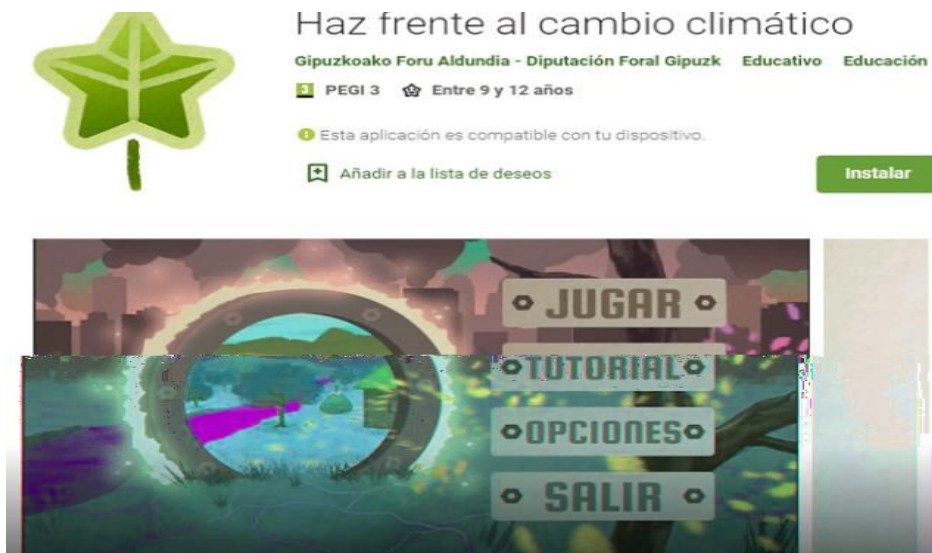 Haz frente al cambio climático
Gipuzkoako Foru Aldundia - Diputación Foral Gipuzk Educativo Educación
3 PEGI 3 Entre 9 y 12 años
Esta aplicación es compatible con tu dispositivo.
Añadir a la lista de deseos
Instalar
JUGAR
TUTORIAL
OPCIONES
SALIR